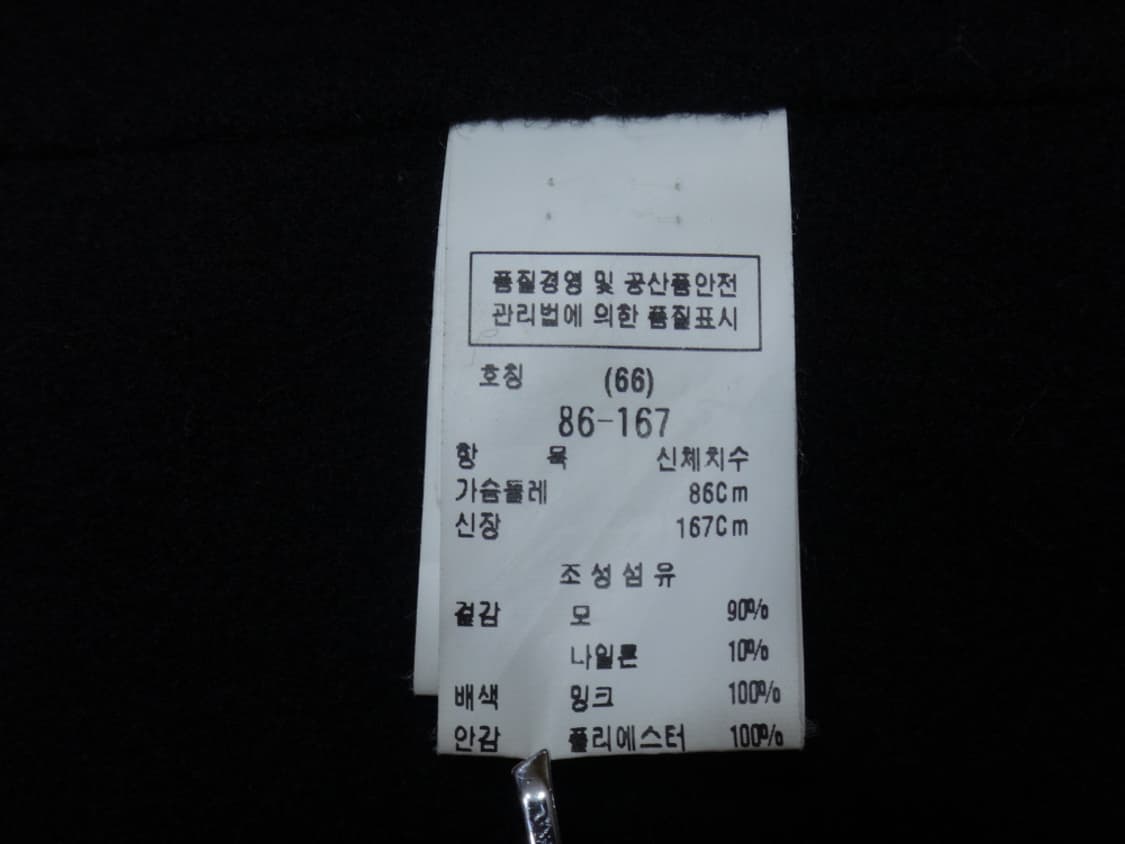 품질경영 및 공산품안전
관리법에 의한 품질표시
호칭 (66)
86-167
항 목 신체치수
가슴둘레 86Cm
신장 167Cm
조성섬유
겉감 모 90%
나일론 10%
배색 밍크 100%
안감 폴리에스터 100%